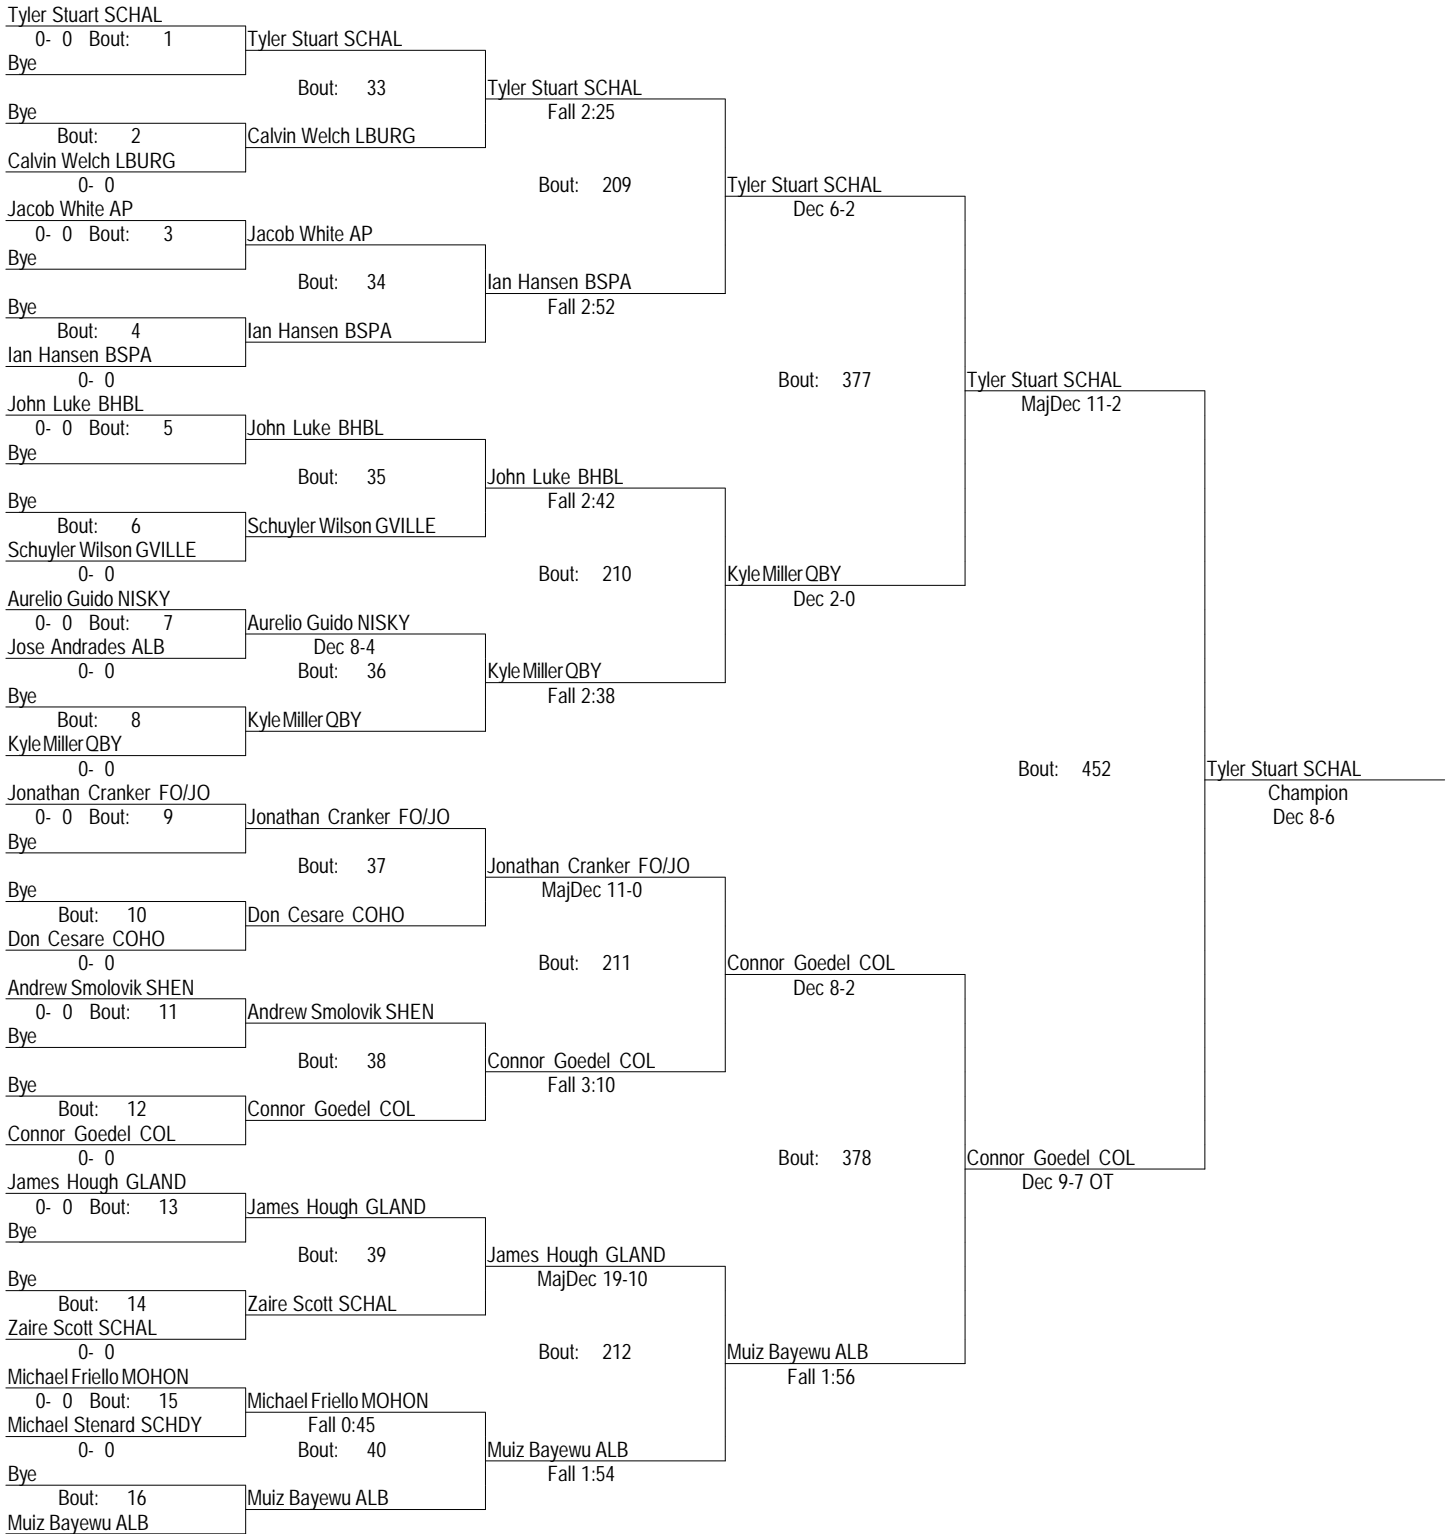 Tyler Stuart SCHAL
0- 0 Bout: 1
Tyler Stuart SCHAL
Bye
Bout: 33
Tyler Stuart SCHAL
Bye
Fall 2:25
Bout: 2
Calvin Welch LBURG
Calvin Welch LBURG
0- 0
Bout: 209
Tyler Stuart SCHAL
Jacob White AP
Dec 6-2
0- 0 Bout: 3
Jacob White AP
Bye
Bout: 34
Ian Hansen BSPA
Bye
Fall 2:52
Bout: 4
Ian Hansen BSPA
Ian Hansen BSPA
0- 0
Bout: 377
Tyler Stuart SCHAL
John Luke BHBL
MajDec 11-2
0- 0 Bout: 5
John Luke BHBL
Bye
Bout: 35
John Luke BHBL
Bye
Fall 2:42
Bout: 6
Schuyler Wilson GVILLE
Schuyler Wilson GVILLE
0- 0
Bout: 210
Kyle Miller QBY
Aurelio Guido NISKY
Dec 2-0
0- 0 Bout: 7
Aurelio Guido NISKY
Jose Andrades ALB
Dec 8-4
0- 0
Bout: 36
Kyle Miller QBY
Bye
Fall 2:38
Bout: 8
Kyle Miller QBY
Kyle Miller QBY
0- 0
Bout: 452
Tyler Stuart SCHAL
Jonathan Cranker FO/JO
Champion
0- 0 Bout: 9
Jonathan Cranker FO/JO
Dec 8-6
Bye
Bout: 37
Jonathan Cranker FO/JO
Bye
MajDec 11-0
Bout: 10
Don Cesare COHO
Don Cesare COHO
0- 0
Bout: 211
Connor Goedel COL
Andrew Smolovik SHEN
Dec 8-2
0- 0 Bout: 11
Andrew Smolovik SHEN
Bye
Bout: 38
Connor Goedel COL
Bye
Fall 3:10
Bout: 12
Connor Goedel COL
Connor Goedel COL
0- 0
Bout: 378
Connor Goedel COL
James Hough GLAND
Dec 9-7 OT
0- 0 Bout: 13
James Hough GLAND
Bye
Bout: 39
James Hough GLAND
Bye
MajDec 19-10
Bout: 14
Zaire Scott SCHAL
Zaire Scott SCHAL
0- 0
Bout: 212
Muiz Bayewu ALB
Michael Friello MOHON
Fall 1:56
0- 0 Bout: 15
Michael Friello MOHON
Michael Stenard SCHDY
Fall 0:45
0- 0
Bout: 40
Muiz Bayewu ALB
Bye
Fall 1:54
Bout: 16
Muiz Bayewu ALB
Muiz Bayewu ALB